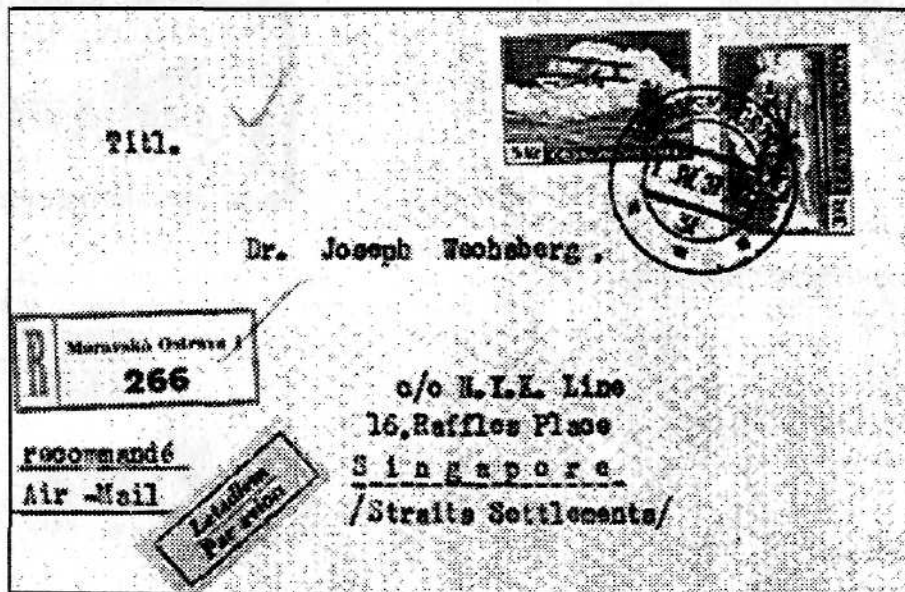 Titl.
Dr. Joseph Wechsberg,
R
Moravská Ostrava 1
266
c/o N.Y.K. Line
16,Raffles Place
recommandé
Singapore
Air-Mail
/Straits Settlements/
Letadlem
Par avion